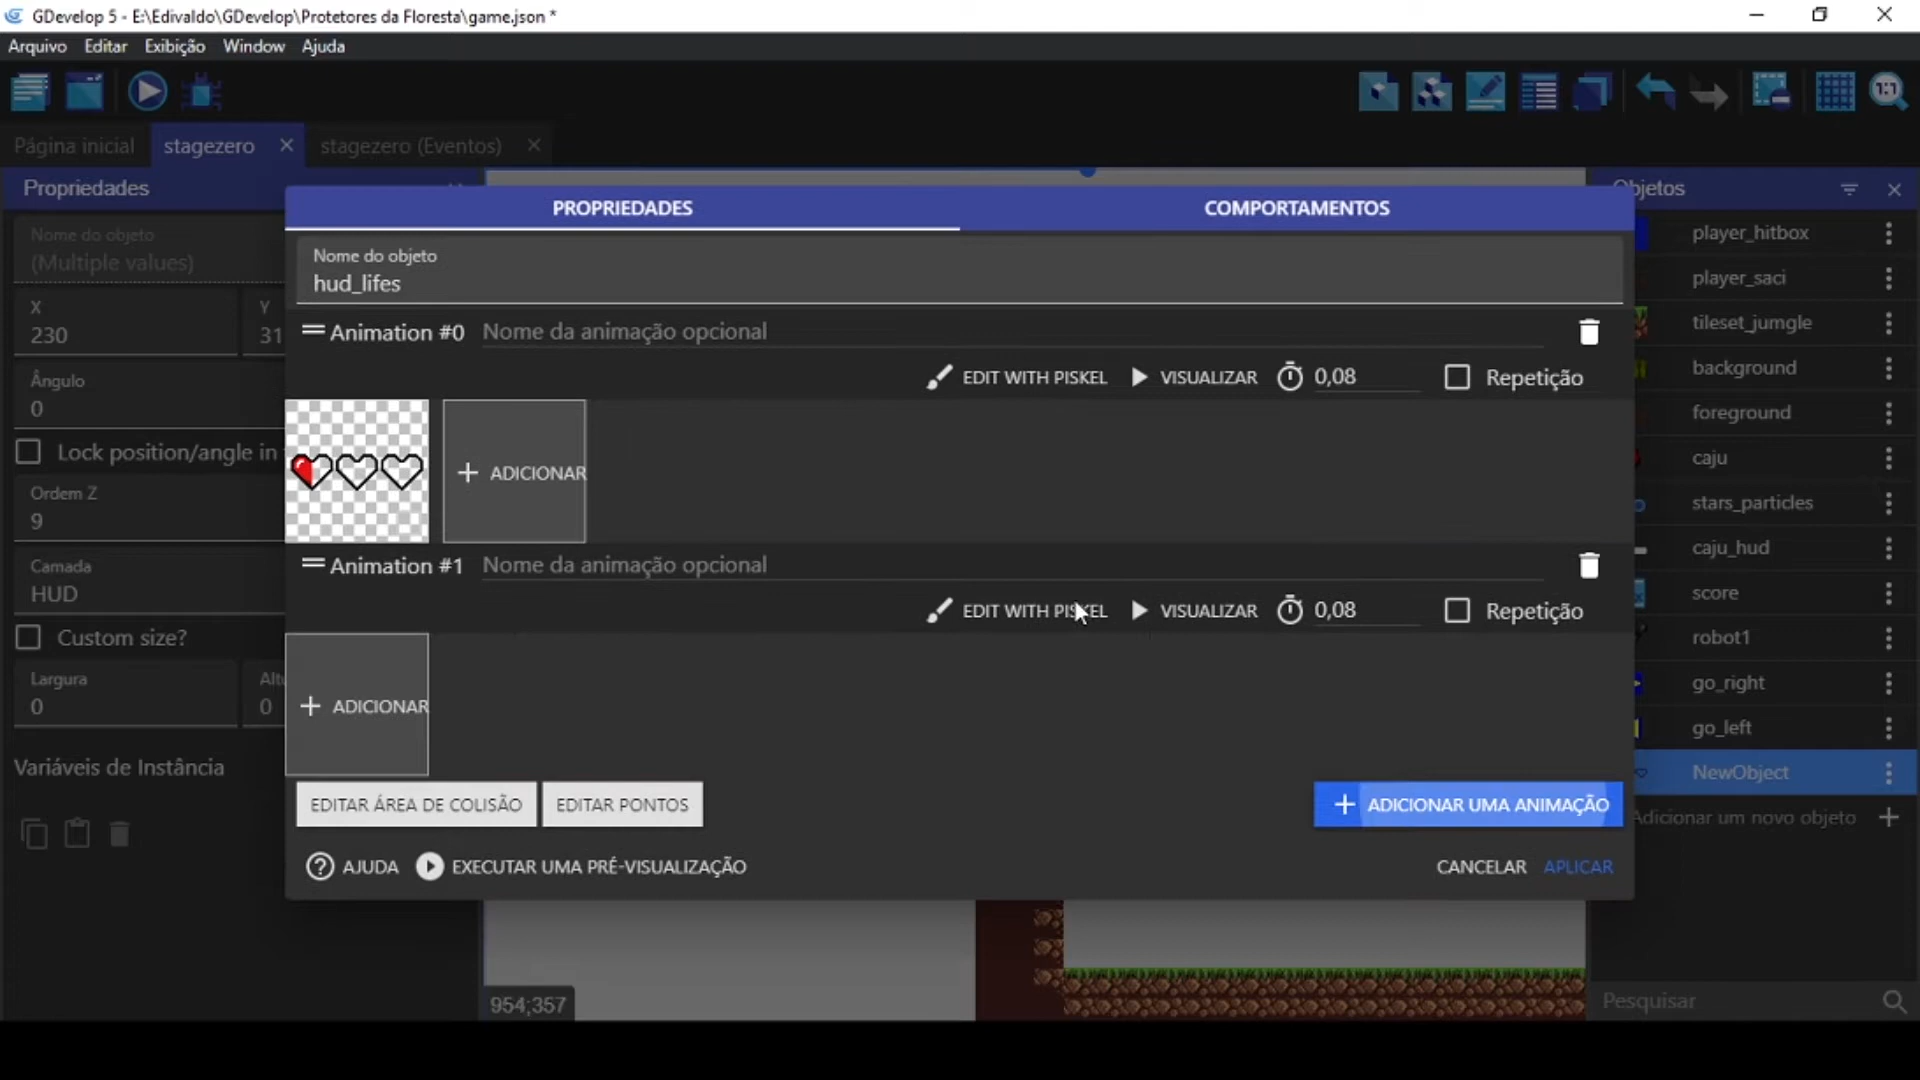 GDevelop 5 - E:\Edivaldo\GDevelop\Protetores da Floresta\game.json *
Arquivo Editar Exibição Window Ajuda
1:1
Página inicial stagezero stagezero (Eventos)
Propriedades
Nome do objeto
(Multiple values)
X Y
230 31
Ângulo
0
Lock position/angle in
Ordem Z
9
Camada
HUD
Custom size?
Largura
0 0
Variáveis de Instância
PROPRIEDADES COMPORTAMENTOS
Nome do objeto
hud_lifes
Animation #0 Nome da animação opcional
EDIT WITH PISKEL VISUALIZAR 0,08 Repetição
ADICIONAR
Animation #1 Nome da animação opcional
EDIT WITH PISKEL VISUALIZAR 0,08 Repetição
ADICIONAR
EDITAR ÁREA DE COLISÃO EDITAR PONTOS ADICIONAR UMA ANIMAÇÃO
AJUDA EXECUTAR UMA PRÉ-VISUALIZAÇÃO CANCELAR APLICAR
954;357
Objetos
player_hitbox
player_saci
tileset_jumgle
background
foreground
caju
stars_particles
caju_hud
score
robot1
go_right
go_left
NewObject
Adicionar um novo objeto
Pesquisar